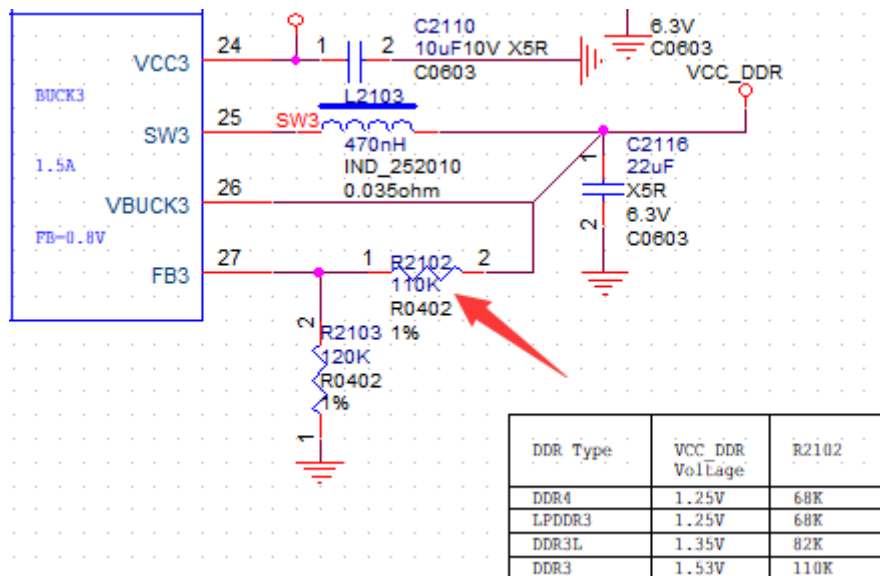 VCC3
24
1
2
C2110
10uF10V X5R
C0603
6.3V
C0603
VCC_DDR
BUCK3
L2103
SW3
25
SW3
470nH
IND_252010
0.035ohm
1.5A
VBUCK3
26
1
2
C2116
22uF
X5R
6.3V
C0603
FB=0.8V
FB3
27
1
R2102
2
110K
R0402
1%
2
R2103
120K
R0402
1%
1
DDR Type VCC_DDR Voltage R2102
DDR4 1.25V 68K
LPDDR3 1.25V 68K
DDR3L 1.35V 82K
DDR3 1.53V 110K